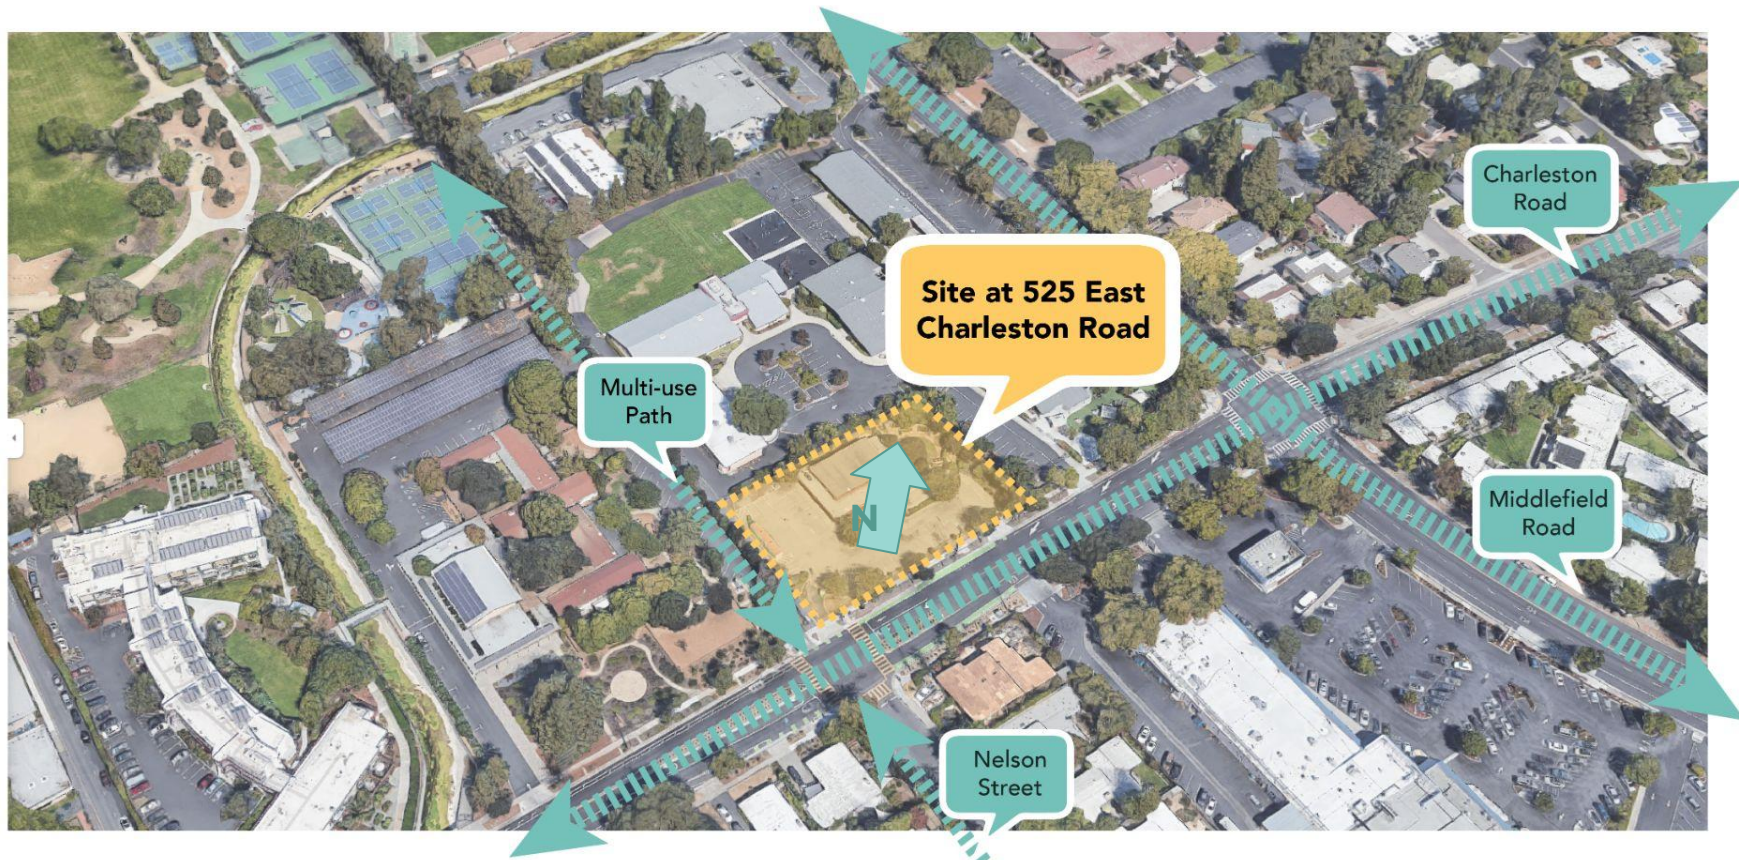 Charleston
Road
Site at 525 East
Charleston Road
Multi-use
Path
N
Middlefield
Road
Nelson
Street